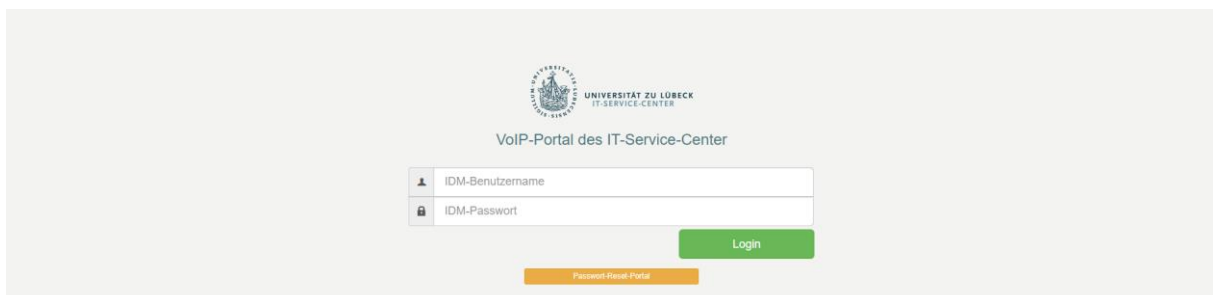 UNIVERSITÄT ZU LÜBECK
IT-SERVICE-CENTER
VoIP-Portal des IT-Service-Center
IDM-Benutzername
IDM-Passwort
Login
Passwort-Reset-Portal